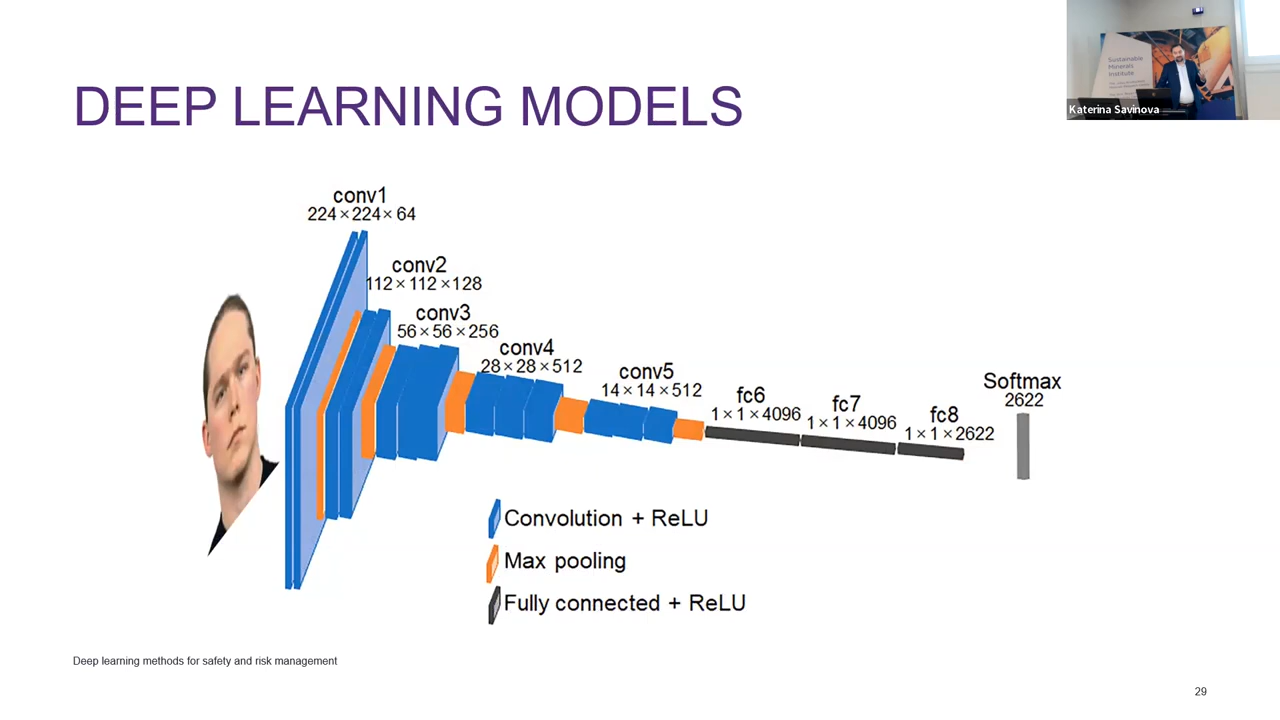 DEEP LEARNING MODELS
Sustainable
Minerals
Institute
Katerina Savinova
conv1
224×224×64
conv2
112×112×128
conv3
56×56×256
conv4
28×28×512
conv5
14×14×512
fc6
1×1×4096
fc7
1×1×4096
fc8
1×1×2622
Softmax
2622
Convolution + ReLU
Max pooling
Fully connected + ReLU
Deep learning methods for safety and risk management
29